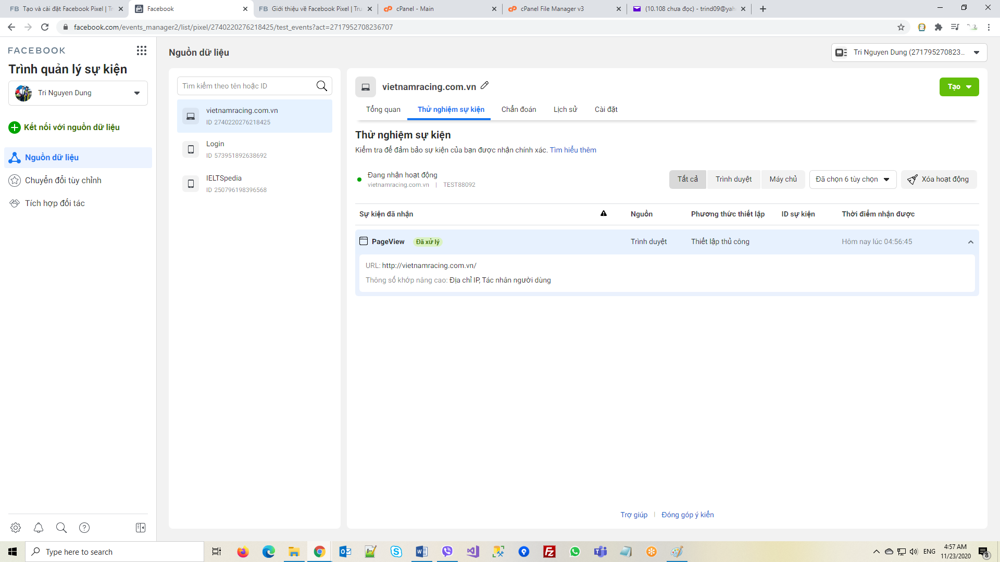 Tạo và cài đặt Facebook Pixel | Tr
Facebook
Giới thiệu về Facebook Pixel | Tru
cPanel - Main
cPanel File Manager v3
(10.108 chưa đọc) - trind09@yah
facebook.com/events_manager2/list/pixel/2740220276218425/test_events?act=2717952708236707
FACEBOOK
Trình quản lý sự kiện
Tri Nguyen Dung
Kết nối với nguồn dữ liệu
Nguồn dữ liệu
Chuyển đổi tùy chỉnh
Tích hợp đối tác
Nguồn dữ liệu
Tri Nguyen Dung (271795270823...
Tìm kiếm theo tên hoặc ID
vietnamracing.com.vn
ID 2740220276218425
Login
ID 573951892638692
IELTSpedia
ID 250796198396568
vietnamracing.com.vn
Tạo
Tổng quan
Thử nghiệm sự kiện
Chẩn đoán
Lịch sử
Cài đặt
Thử nghiệm sự kiện
Kiểm tra để đảm bảo sự kiện của bạn được nhận chính xác. Tìm hiểu thêm
Đang nhận hoạt động
vietnamracing.com.vn | TEST88092
Tất cả
Trình duyệt
Máy chủ
Đã chọn 6 tùy chọn
Xóa hoạt động
Sự kiện đã nhận
Nguồn
Phương thức thiết lập
ID sự kiện
Thời điểm nhận được
PageView
Đã xử lý
Trình duyệt
Thiết lập thủ công
Hôm nay lúc 04:56:45
URL: http://vietnamracing.com.vn/
Thông số khớp nâng cao: Địa chỉ IP, Tác nhân người dùng
Trợ giúp | Đóng góp ý kiến
Type here to search
ENG
4:57 AM
11/23/2020
8